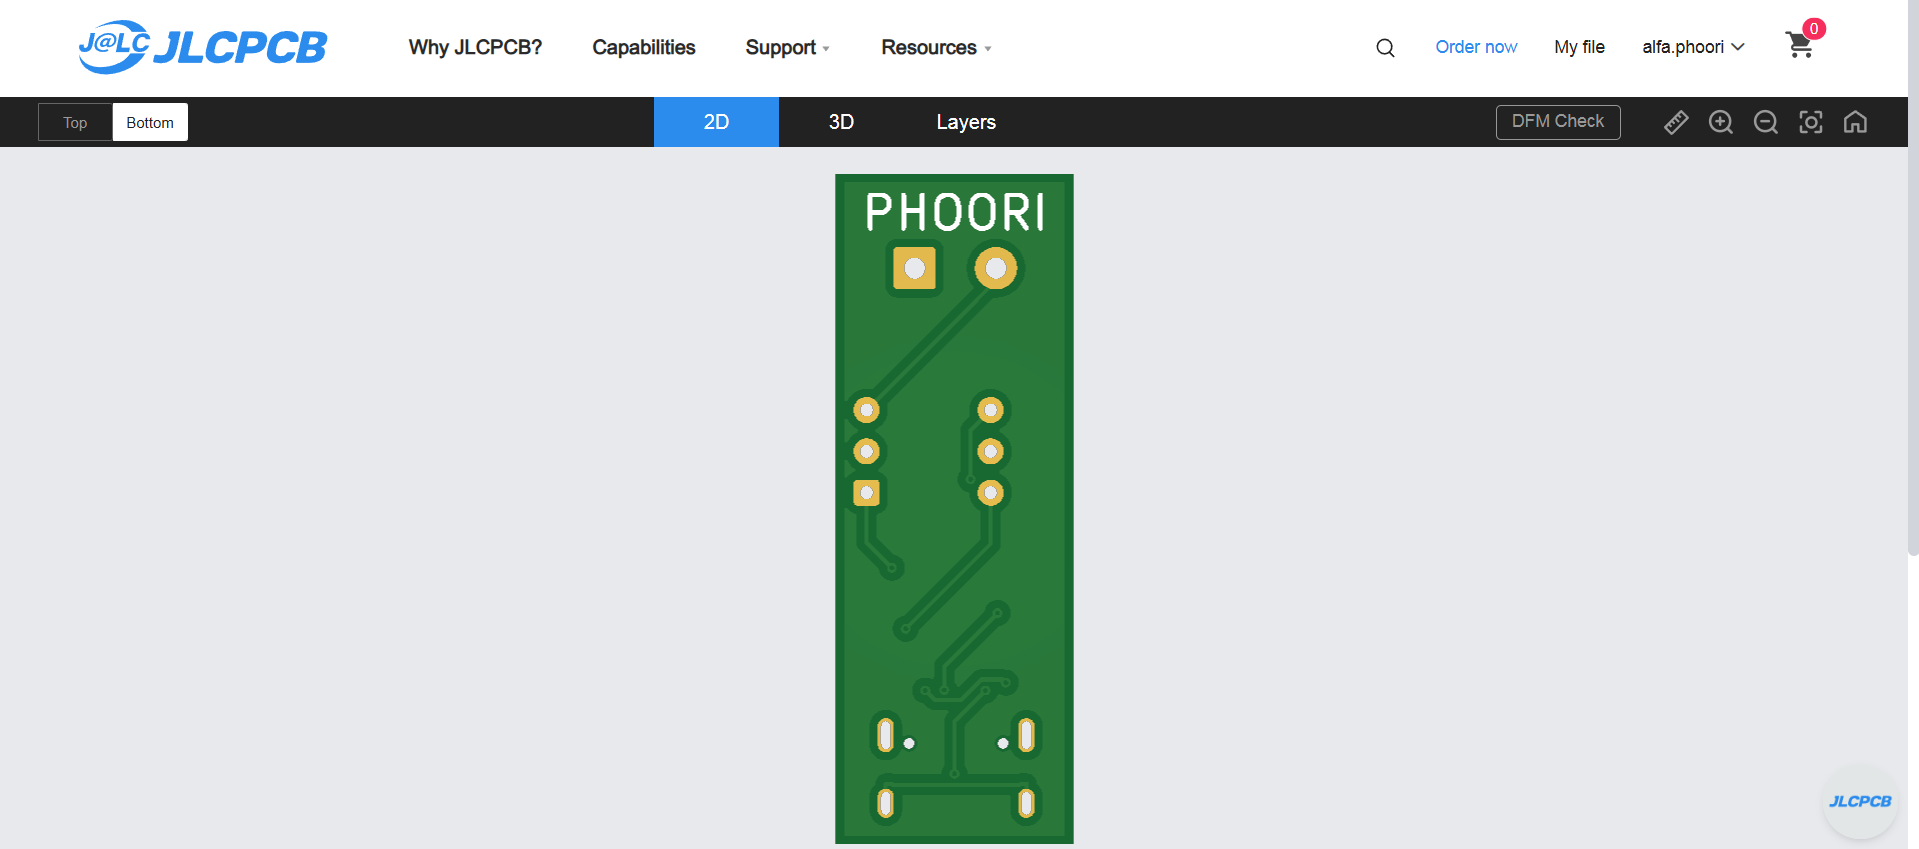 J@LC JLCPCB Why JLCPCB? Capabilities Support Resources Order now My file alfa.phoori 0
Top Bottom 2D 3D Layers DFM Check
PHOORI
JLCPCB